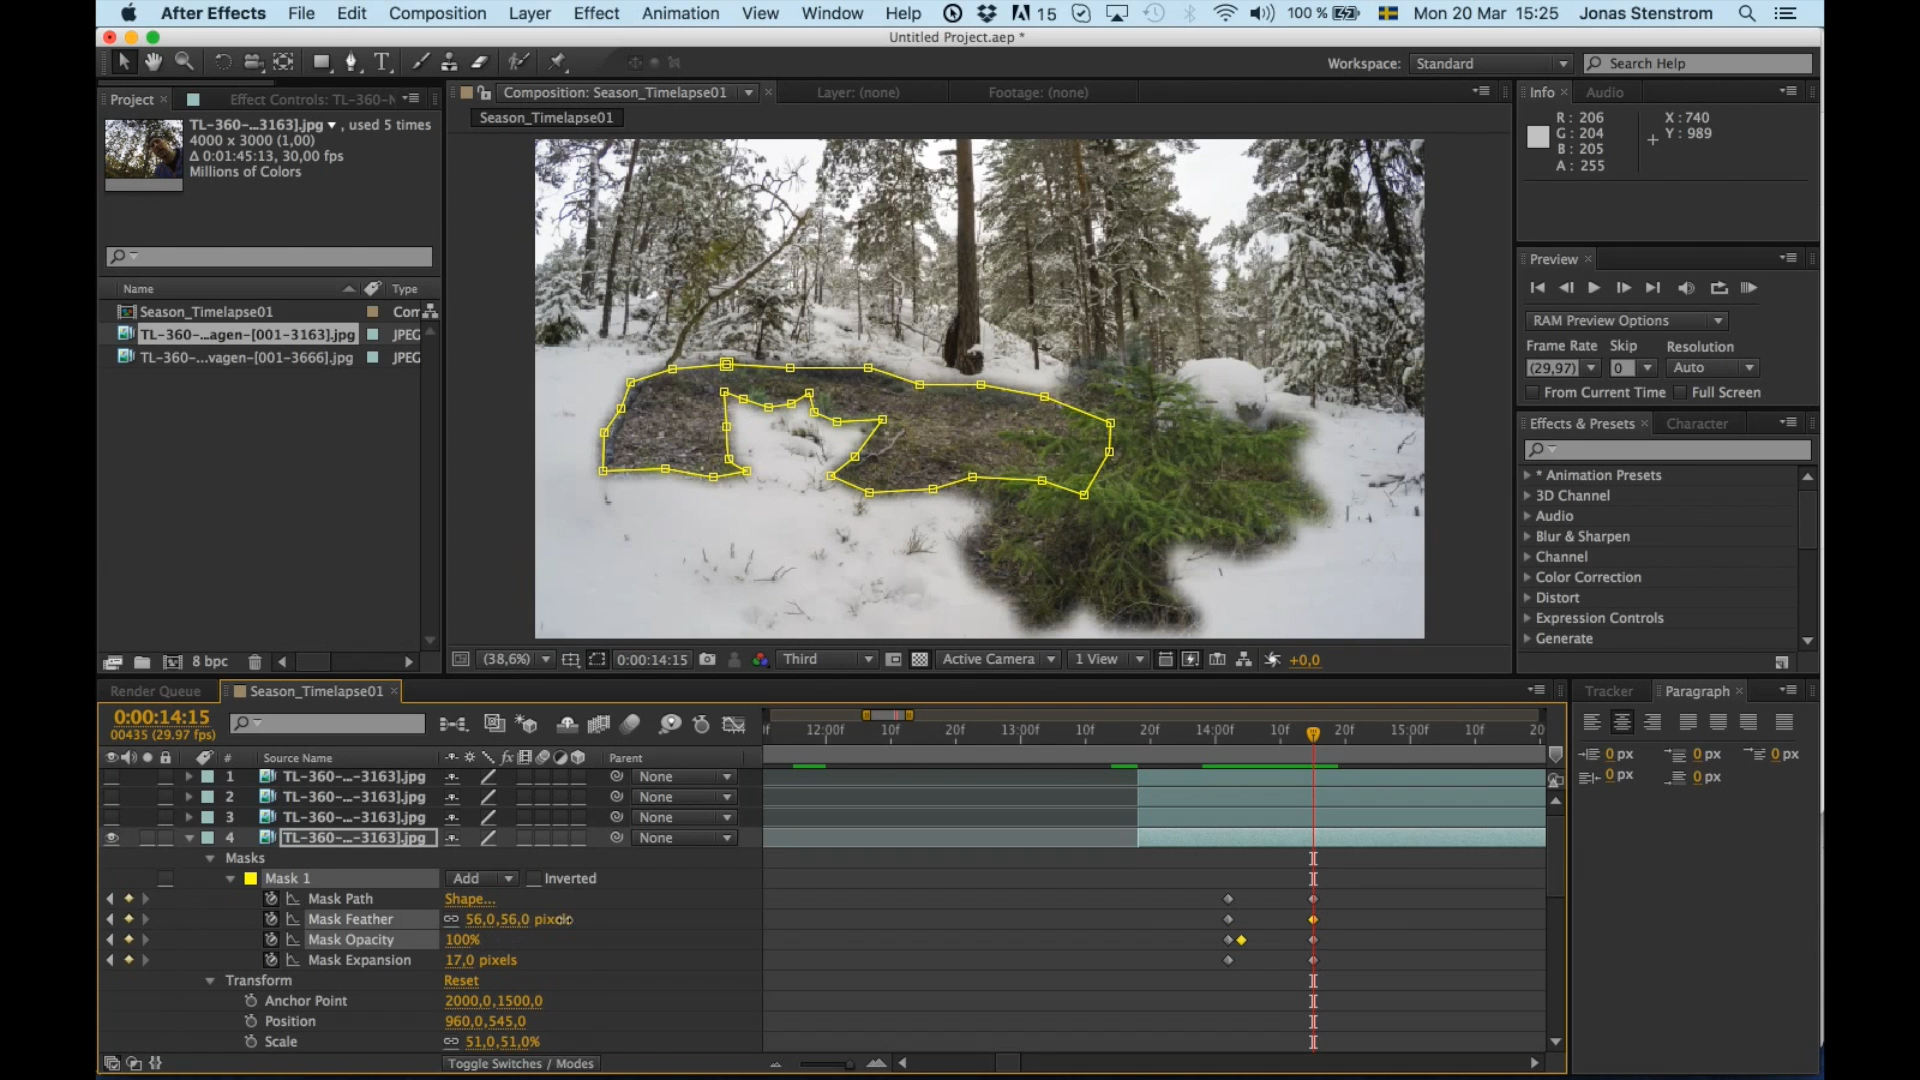 After Effects File Edit Composition Layer Effect Animation View Window Help 15 100 % Mon 20 Mar 15:25 Jonas Stenstrom
Untitled Project.aep *
Workspace: Standard Search Help
Project × Effect Controls: TL-360-
TL-360-...3163].jpg , used 5 times
4000 x 3000 (1,00)
Δ 0:01:45:13, 30,00 fps
Millions of Colors
Name Type
Season_Timelapse01
TL-360-...agen-[001-3163].jpg JPEG
TL-360-...vagen-[001-3666].jpg JPEG
8 bpc
Composition: Season_Timelapse01 × Layer: (none) Footage: (none)
Season_Timelapse01
(38,6%) 0:00:14:15 Third Active Camera 1 View +0,0
Info × Audio
R: 206 X: 740
G: 204 Y: 989
B: 205
A: 255
Preview ×
RAM Preview Options
Frame Rate Skip Resolution
(29,97) 0 Auto
From Current Time Full Screen
Effects & Presets × Character
* Animation Presets
3D Channel
Audio
Blur & Sharpen
Channel
Color Correction
Distort
Expression Controls
Generate
Render Queue Season_Timelapse01 ×
0:00:14:15
00435 (29.97 fps)
12:00f 10f 20f 13:00f 10f 20f 14:00f 10f 20f 15:00f 10f 20
# Source Name Parent
1 TL-360-...-3163].jpg None
2 TL-360-...-3163].jpg None
3 TL-360-...-3163].jpg None
4 TL-360-...-3163].jpg None
Masks
Mask 1 Add Inverted
Mask Path Shape...
Mask Feather 56,0,56,0
Mask Opacity 100%
Mask Expansion 17,0 pixels
Transform Reset
Anchor Point 2000,0,1500,0
Position 960,0,545,0
Scale 51,0,51,0%
Toggle Switches / Modes
Tracker Paragraph ×
0 px 0 px 0 px
0 px 0 px